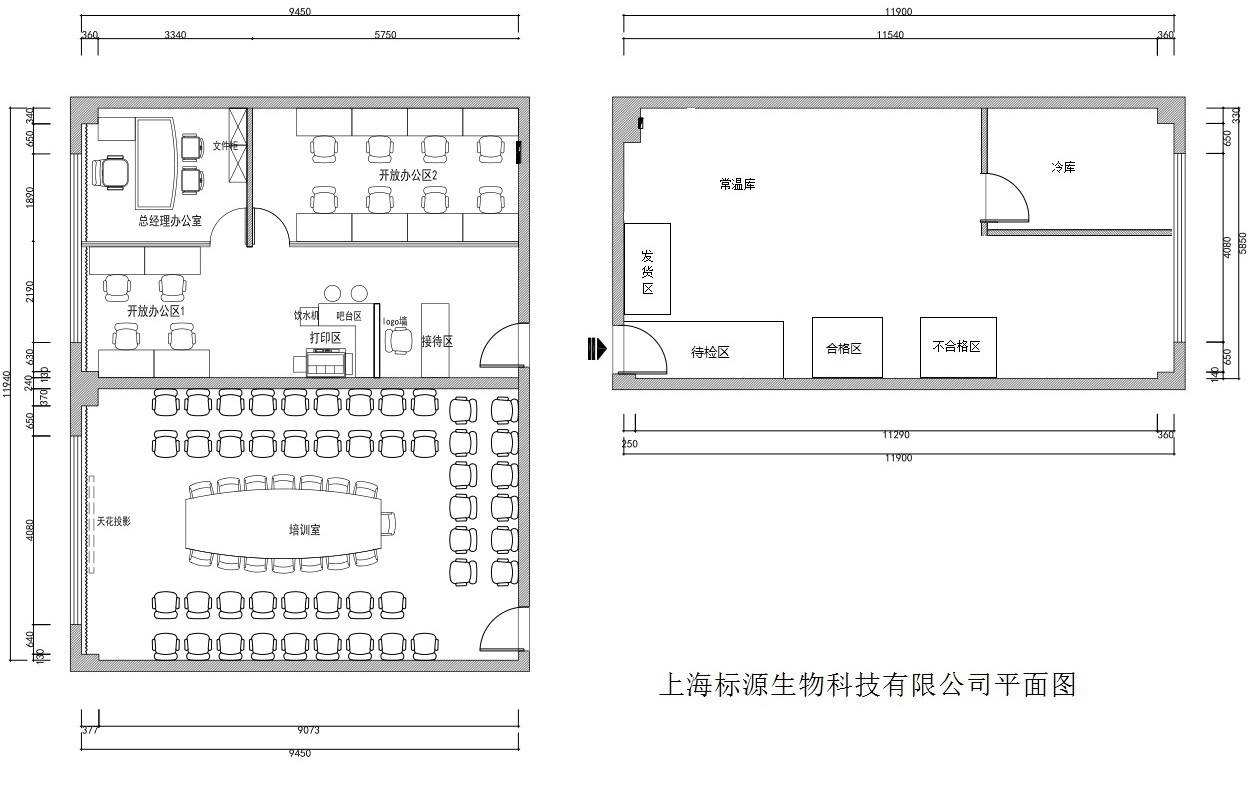 9450
360
3340
5750
11900
11540
360
340
650
1890
2190
630
240
130
370
650
4080
640
130
11940
文件柜
总经理办公室
开放办公区2
开放办公区1
饮水机
吧台区
logo墙
打印区
接待区
天花投影
培训室
377
9073
9450
常温库
冷库
发
货
区
待检区
合格区
不合格区
330
650
4080
5850
650
140
250
11290
360
11900
上海标源生物科技有限公司平面图